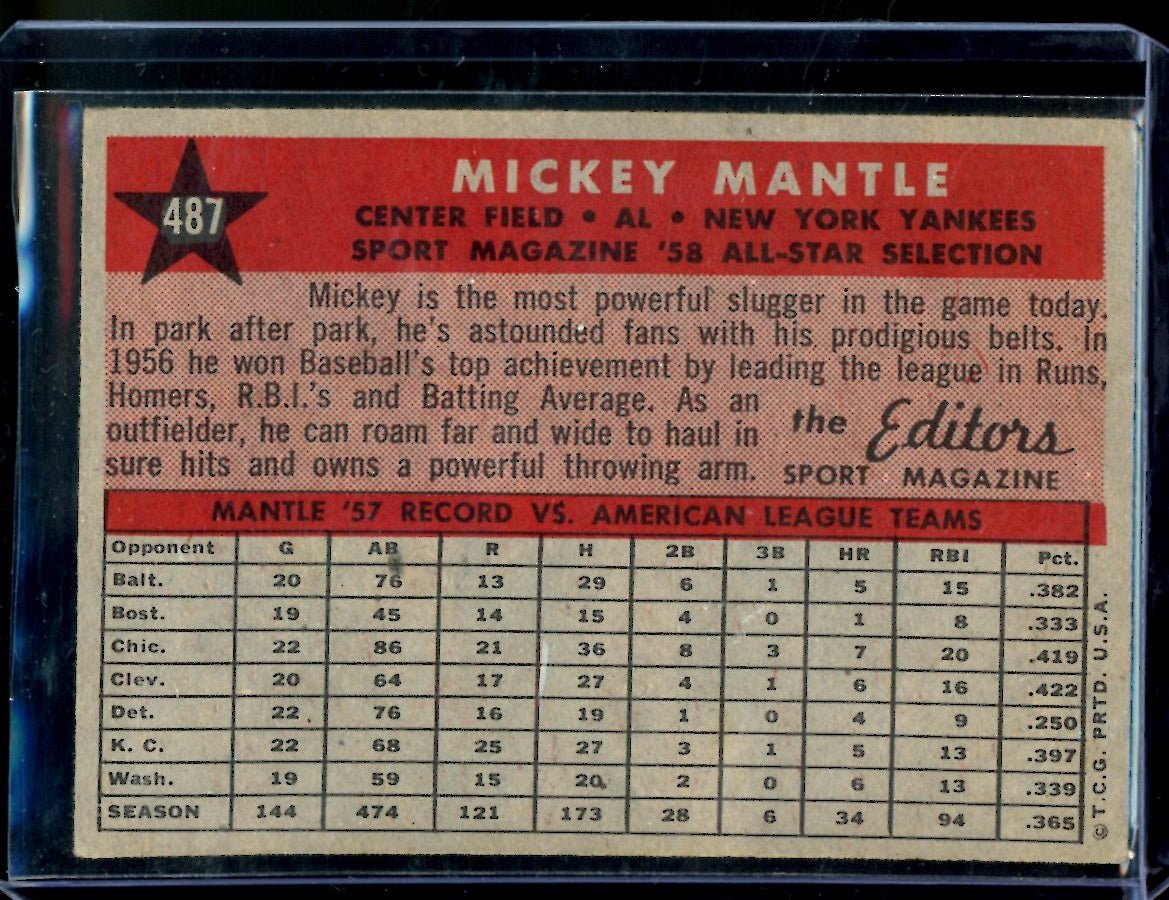 487
MICKEY MANTLE
CENTER FIELD • AL • NEW YORK YANKEES
SPORT MAGAZINE '58 ALL-STAR SELECTION
Mickey is the most powerful slugger in the game today.
In park after park, he's astounded fans with his prodigious belts. In
1956 he won Baseball's top achievement by leading the league in Runs,
Homers, R.B.I.'s and Batting Average. As an
outfielder, he can roam far and wide to haul in
sure hits and owns a powerful throwing arm.
the Editors
SPORT MAGAZINE
MANTLE '57 RECORD VS. AMERICAN LEAGUE TEAMS
Opponent G AB R H 2B 3B HR RBI Pct.
Balt. 20 76 13 29 6 1 5 15 .382
Bost. 19 45 14 15 4 0 1 8 .333
Chic. 22 86 21 36 8 3 7 20 .419
Clev. 20 64 17 27 4 1 6 16 .422
Det. 22 76 16 19 1 0 4 9 .250
K. C. 22 68 25 27 3 1 5 13 .397
Wash. 19 59 15 20 2 0 6 13 .339
SEASON 144 474 121 173 28 6 34 94 .365
© T.C.G. PRTD. U.S.A.